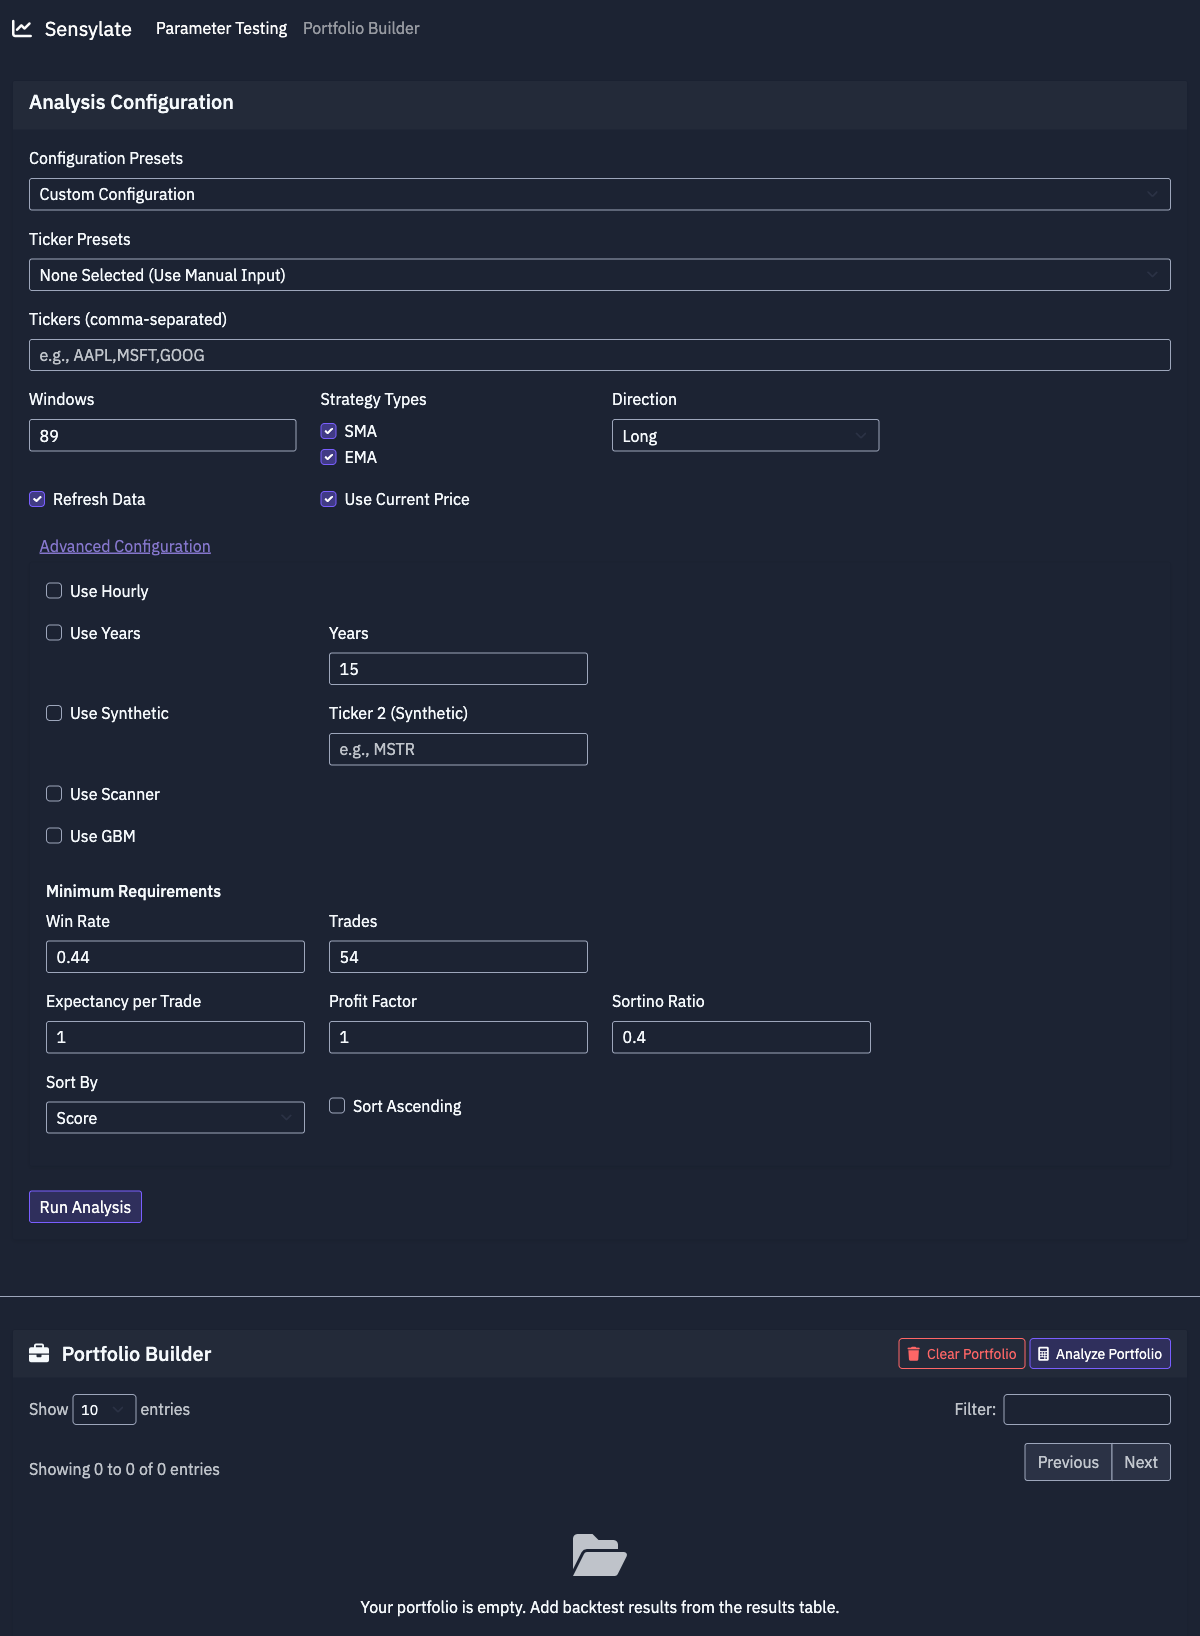 Sensylate Parameter Testing Portfolio Builder
Analysis Configuration
Configuration Presets
Custom Configuration
Ticker Presets
None Selected (Use Manual Input)
Tickers (comma-separated)
e.g., AAPL,MSFT,GOOG
Windows Strategy Types Direction
89 SMA Long
EMA
Refresh Data Use Current Price
Advanced Configuration
Use Hourly
Use Years Years
15
Use Synthetic Ticker 2 (Synthetic)
e.g., MSTR
Use Scanner
Use GBM
Minimum Requirements
Win Rate Trades
0.44 54
Expectancy per Trade Profit Factor Sortino Ratio
1 1 0.4
Sort By
Score Sort Ascending
Run Analysis
Portfolio Builder Clear Portfolio Analyze Portfolio
Show 10 entries Filter:
Showing 0 to 0 of 0 entries Previous Next
Your portfolio is empty. Add backtest results from the results table.